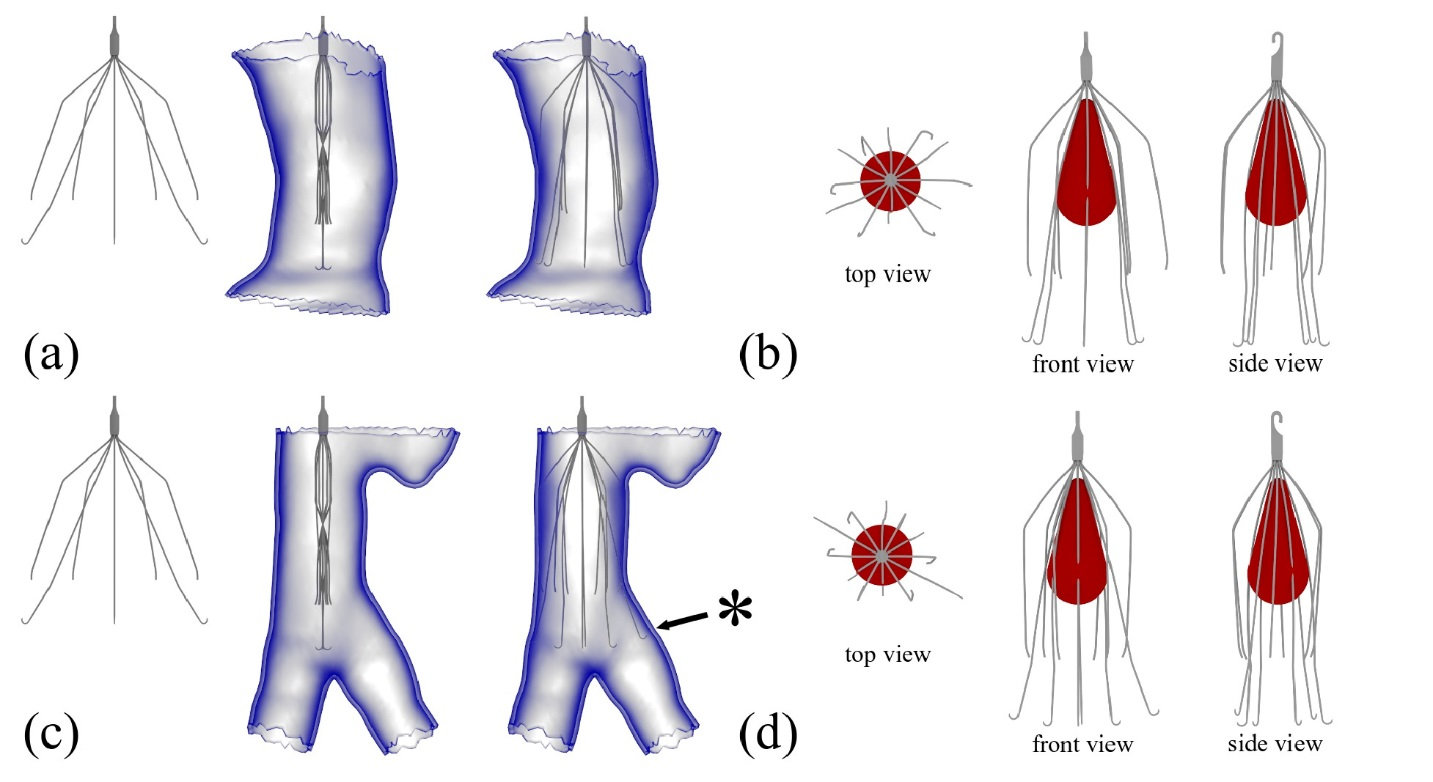 (a)
(b)
top view
front view
side view
(c)
*
(d)
top view
front view
side view